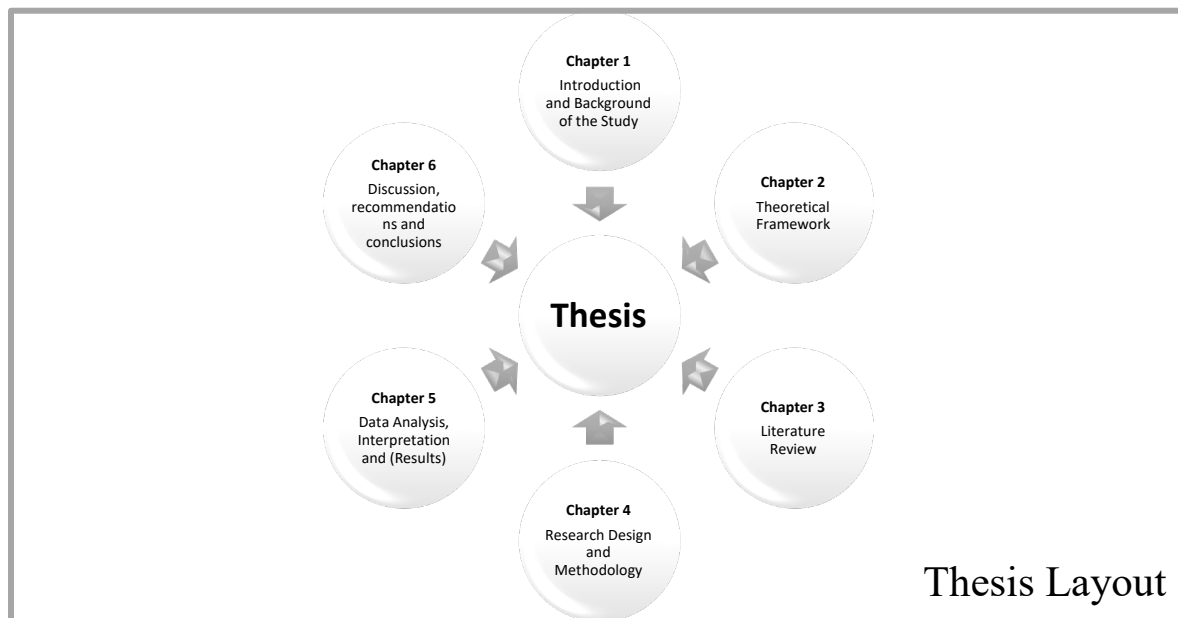 Chapter 1
Introduction
and Background
of the Study
Chapter 2
Theoretical
Framework
Chapter 3
Literature
Review
Chapter 4
Research Design
and
Methodology
Chapter 5
Data Analysis,
Interpretation
and (Results)
Chapter 6
Discussion,
recommendatio
ns and
conclusions
Thesis
Thesis Layout